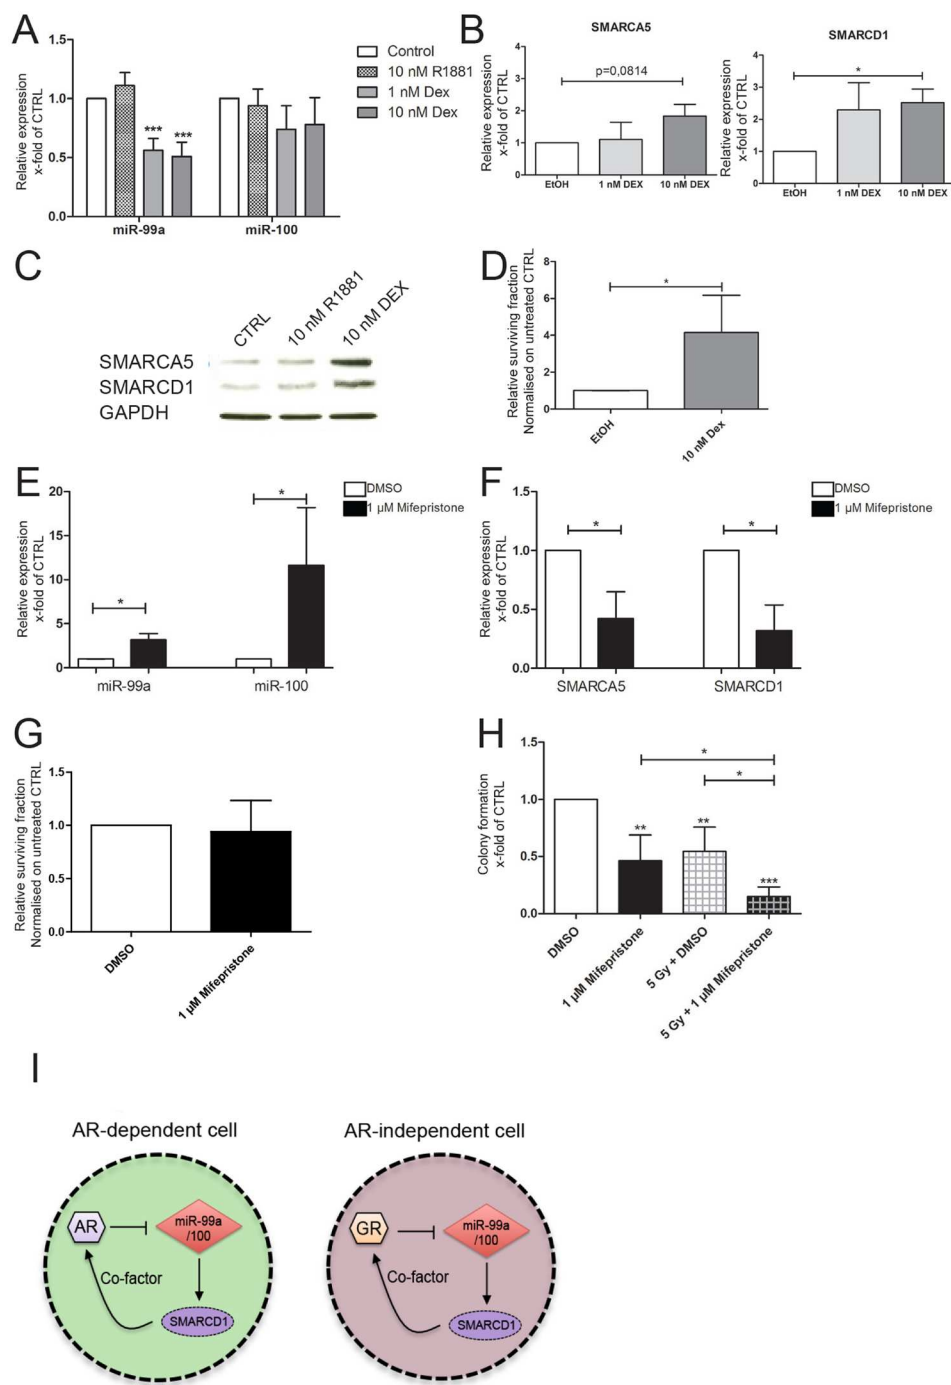 A
Relative expression
x-fold of CTRL
1.5
1.0
0.5
0.0
*** ***
miR-99a
miR-100
Control
10 nM R1881
1 nM Dex
10 nM Dex
B
SMARCA5
Relative expression
x-fold of CTRL
4
3
2
1
0
p=0,0814
EtOH
1 nM DEX
10 nM DEX
SMARCD1
Relative expression
x-fold of CTRL
4
3
2
1
0
*
EtOH
1 nM DEX
10 nM DEX
C
CTRL
10 nM R1881
10 nM DEX
SMARCA5
SMARCD1
GAPDH
D
Relative surviving fraction
Normalised on untreated CTRL
8
6
4
2
0
*
EtOH
10 nM Dex
E
Relative expression
x-fold of CTRL
20
15
10
5
0
*
*
miR-99a
miR-100
DMSO
1 µM Mifepristone
F
Relative expression
x-fold of CTRL
1.5
1.0
0.5
0.0
*
*
SMARCA5
SMARCD1
DMSO
1 µM Mifepristone
G
Relative surviving fraction
Normalised on untreated CTRL
1.5
1.0
0.5
0.0
DMSO
1 µM Mifepristone
H
Colony formation
x-fold of CTRL
1.5
1.0
0.5
0.0
*
*
**
**
***
DMSO
1 µM Mifepristone
5 Gy + DMSO
5 Gy + 1 µM Mifepristone
I
AR-dependent cell
AR
miR-99a
/100
Co-factor
SMARCD1
AR-independent cell
GR
miR-99a
/100
Co-factor
SMARCD1